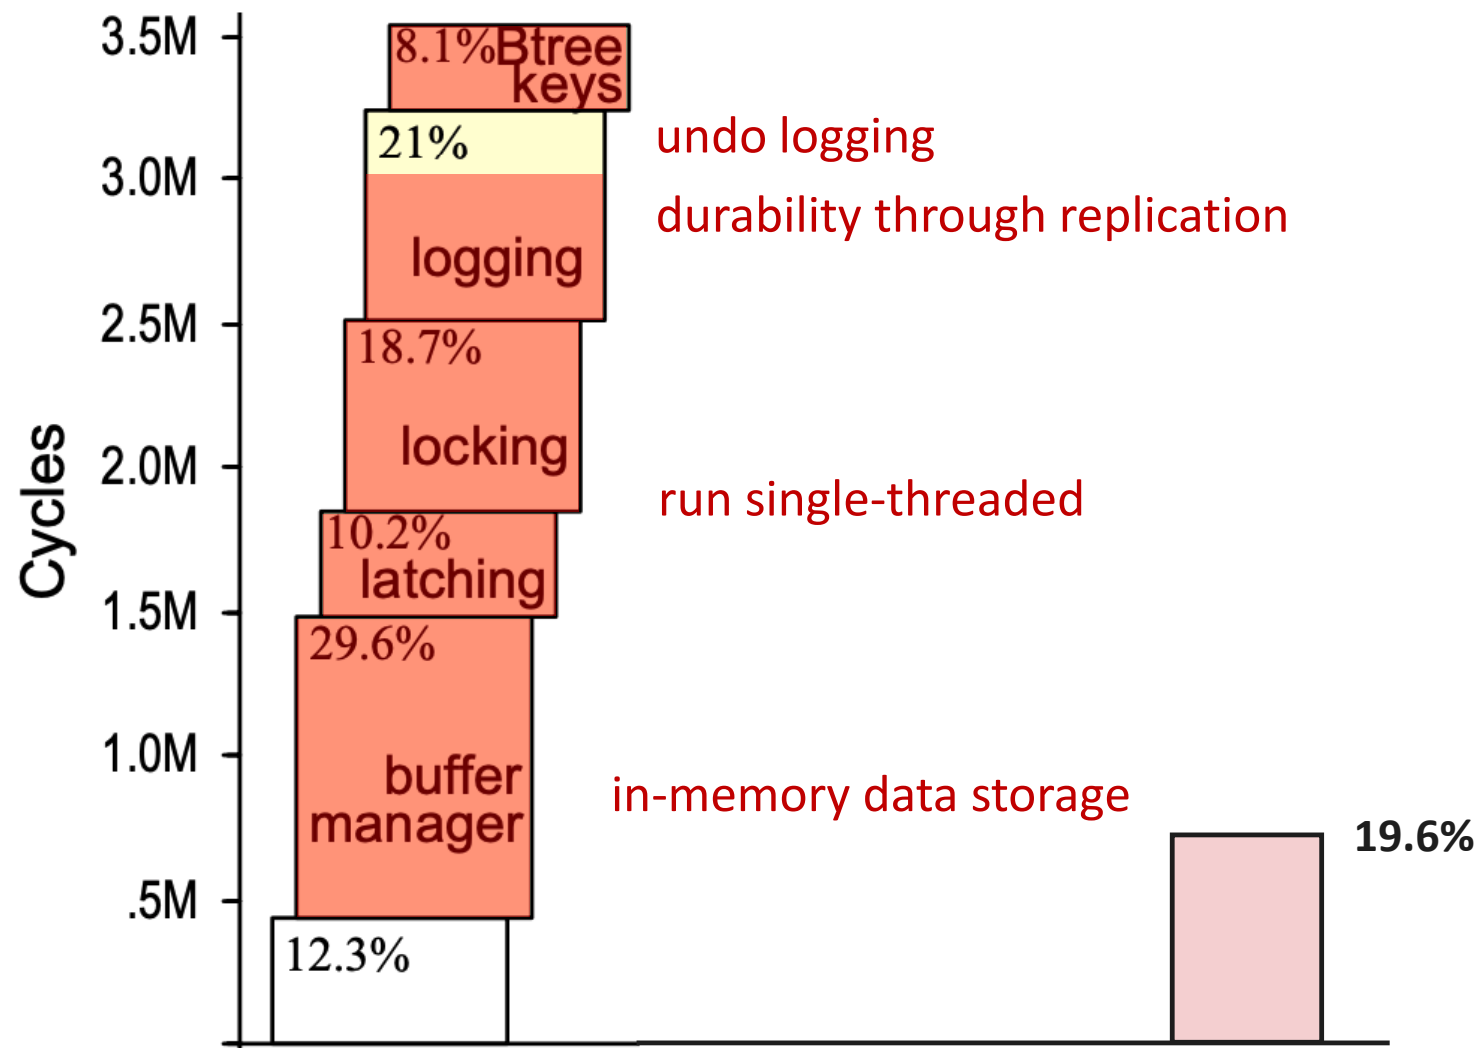 3.5M
8.1% Btree
keys
21%
undo logging
3.0M
durability through replication
logging
2.5M
18.7%
locking
2.0M
run single-threaded
10.2%
latching
Cycles
1.5M
29.6%
1.0M
buffer
manager
in-memory data storage
19.6%
.5M
12.3%